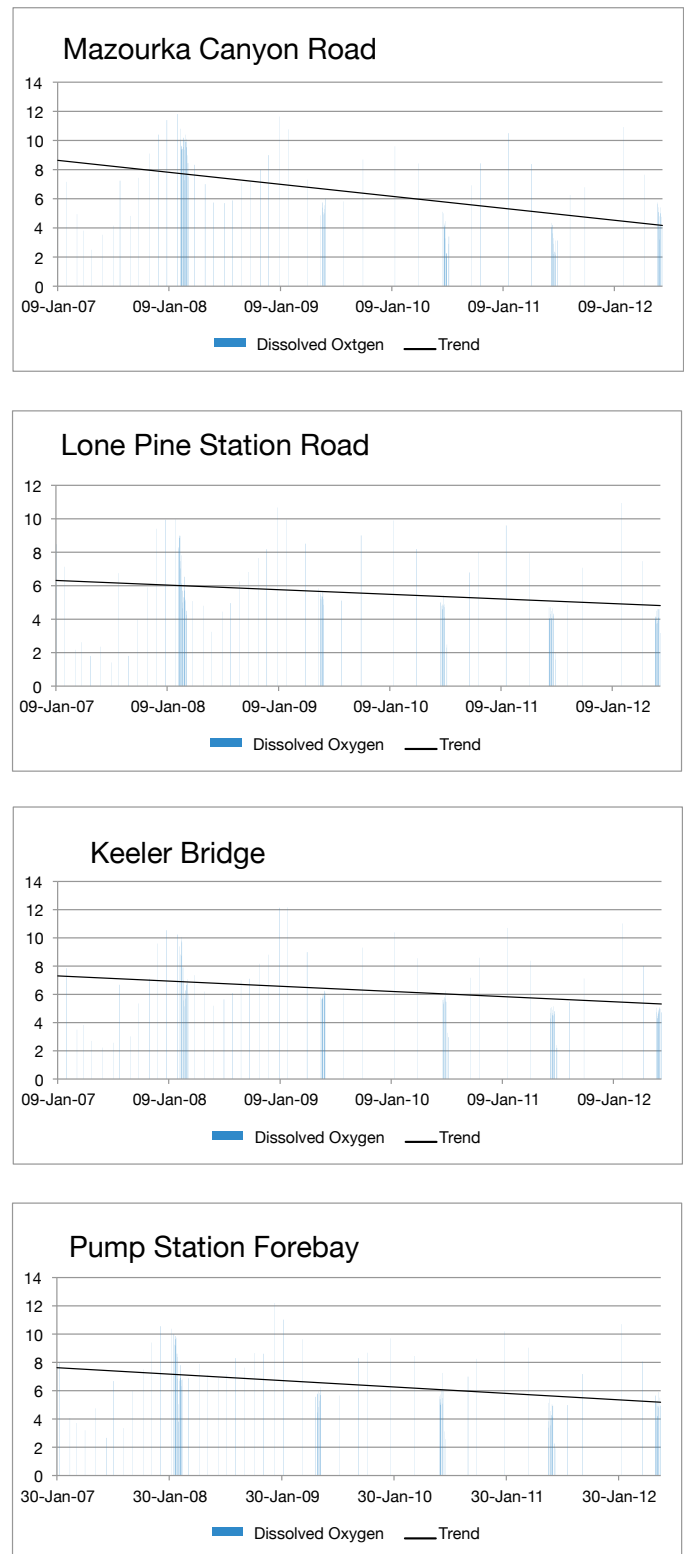 Mazourka Canyon Road
14
12
10
8
6
4
2
0
09-Jan-07 09-Jan-08 09-Jan-09 09-Jan-10 09-Jan-11 09-Jan-12
Dissolved Oxtgen Trend
Lone Pine Station Road
12
10
8
6
4
2
0
09-Jan-07 09-Jan-08 09-Jan-09 09-Jan-10 09-Jan-11 09-Jan-12
Dissolved Oxygen Trend
Keeler Bridge
14
12
10
8
6
4
2
0
09-Jan-07 09-Jan-08 09-Jan-09 09-Jan-10 09-Jan-11 09-Jan-12
Dissolved Oxygen Trend
Pump Station Forebay
14
12
10
8
6
4
2
0
30-Jan-07 30-Jan-08 30-Jan-09 30-Jan-10 30-Jan-11 30-Jan-12
Dissolved Oxygen Trend